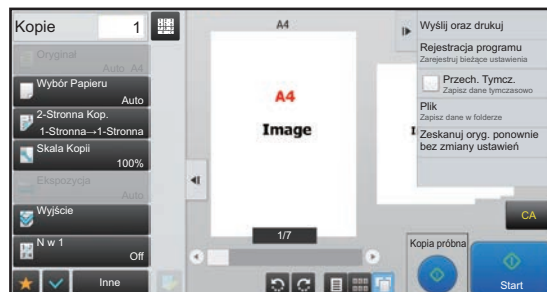 Kopie 1
Oryginał
Auto A4
Wybór Papieru
Auto
2-Stronna Kop.
1-Stronna→1-Stronna
Skala Kopii
100%
Ekspozycja
Auto
Wyjście
N w 1
Off
Inne
A4
A4
Image
1/7
I
Wyślij oraz drukuj
Rejestracja programu
Zarejestruj bieżące ustawienia
Przech. Tymcz.
Zapisz dane tymczasowo
Plik
Zapisz dane w folderze
Zeskanuj oryg. ponownie
bez zmiany ustawień
CA
Kopia próbna
Start